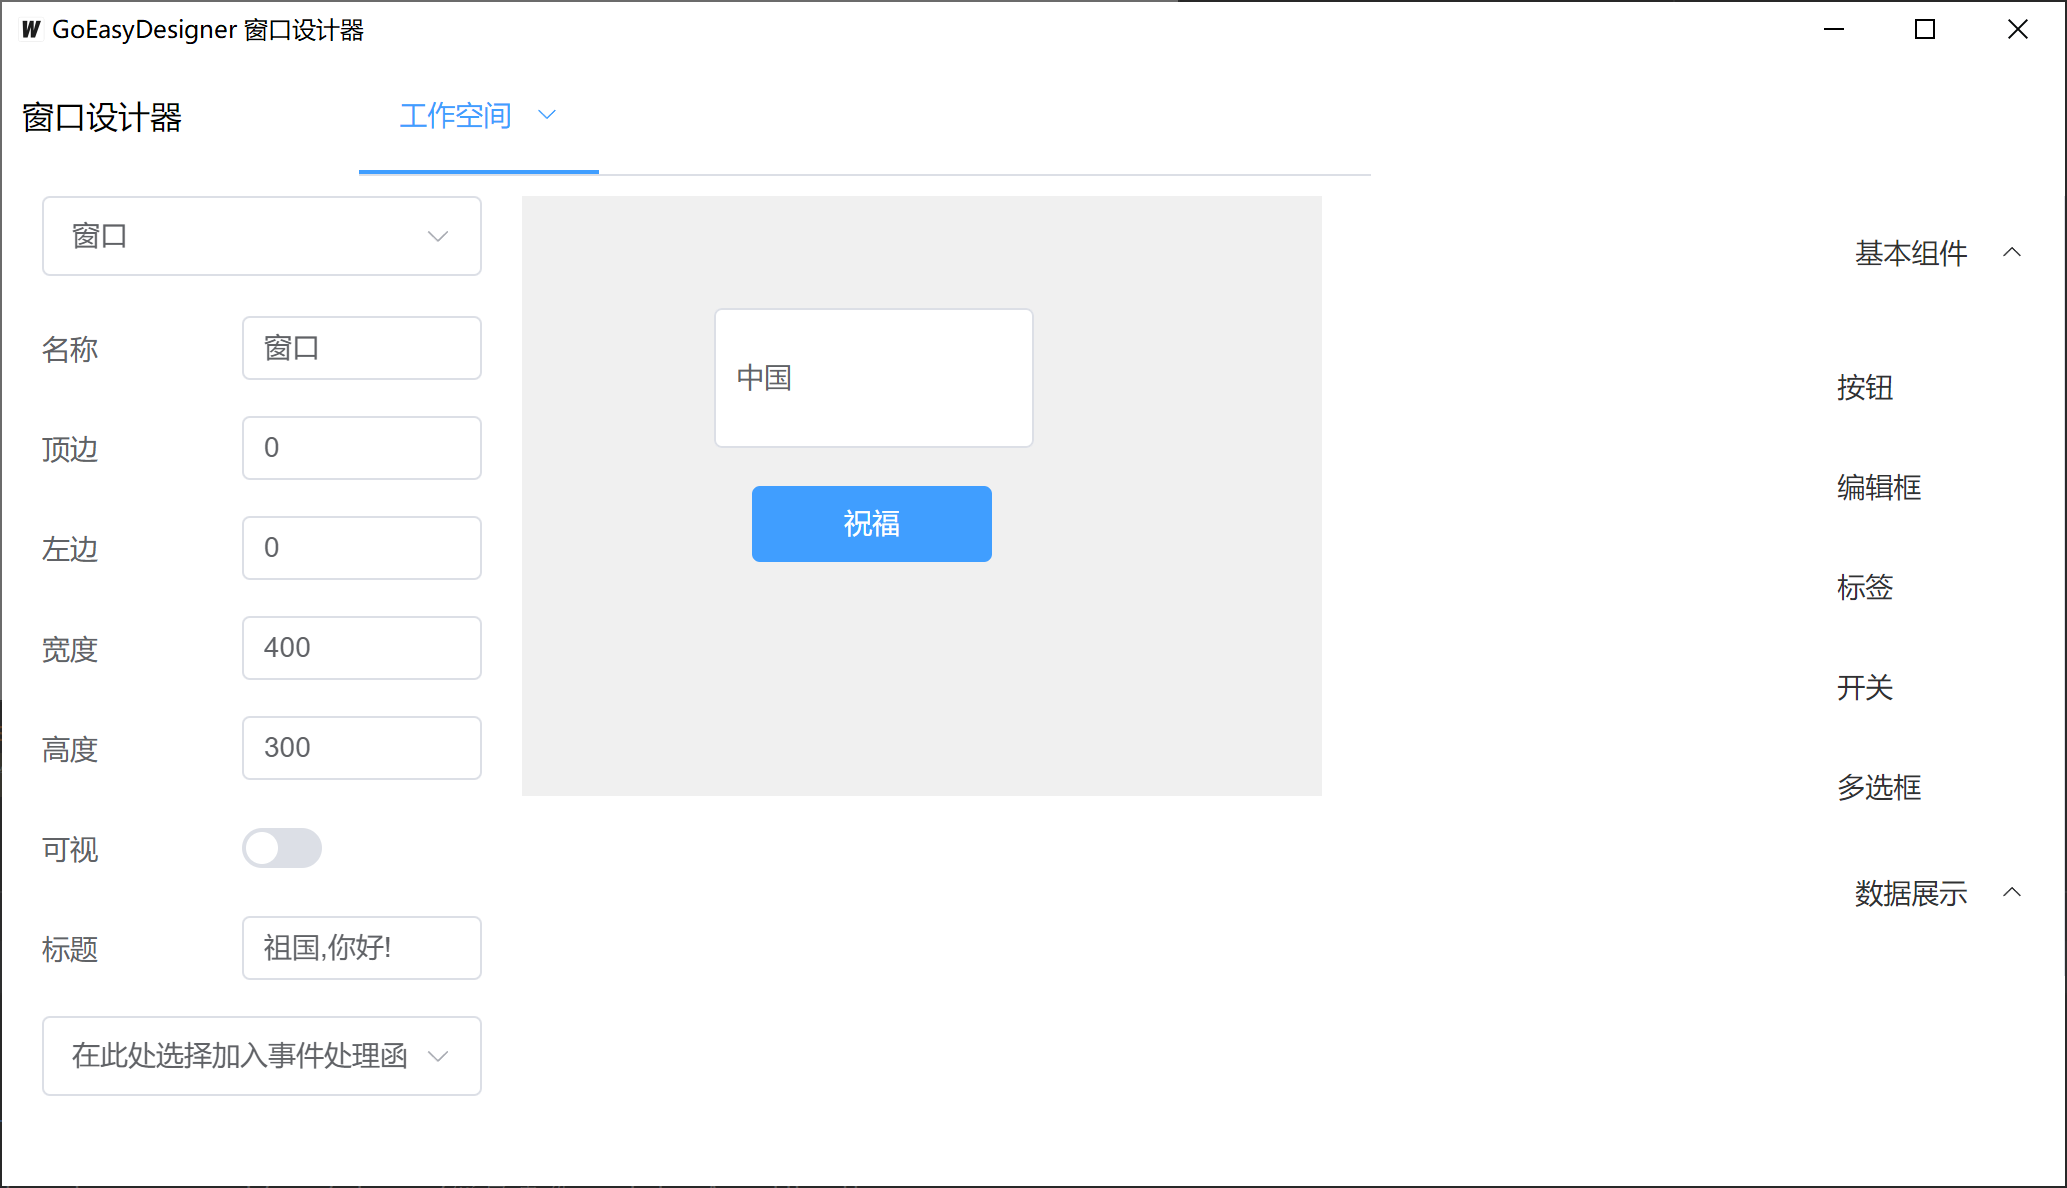 GoEasyDesigner 窗口设计器
窗口设计器
工作空间
窗口
名称
窗口
顶边
0
左边
0
宽度
400
高度
300
可视
标题
祖国,你好!
在此处选择加入事件处理函
中国
祝福
基本组件
按钮
编辑框
标签
开关
多选框
数据展示